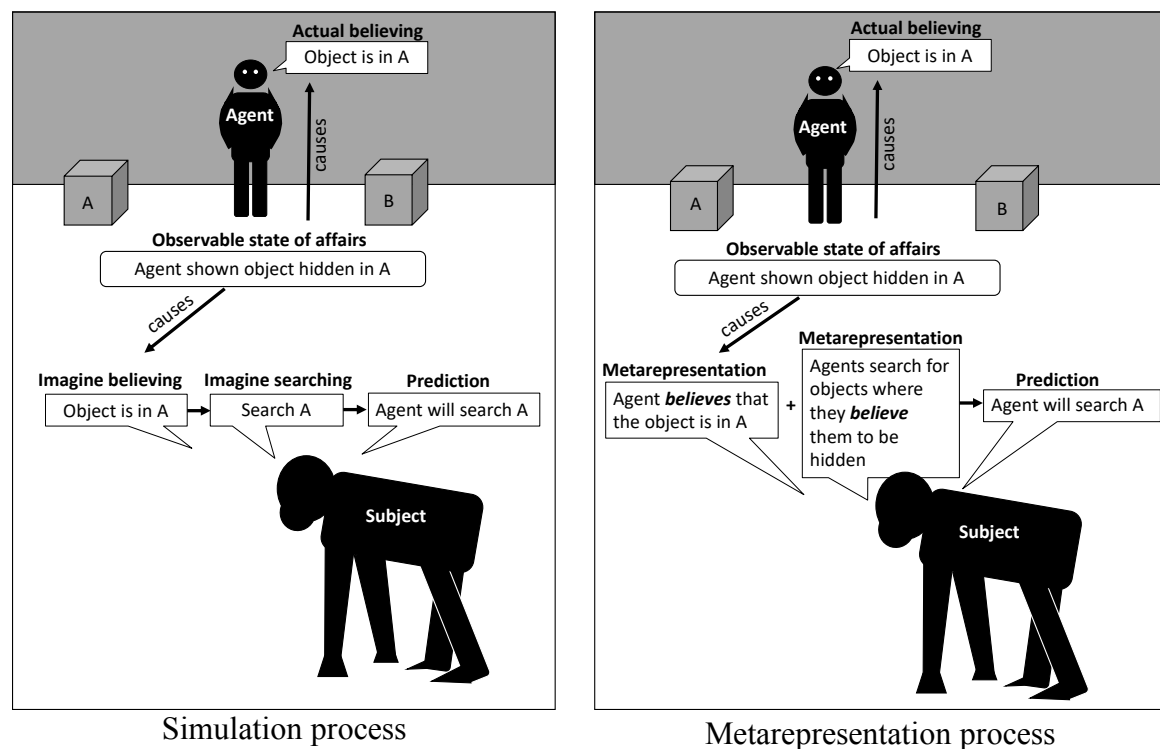 Actual believing
Object is in A
Agent
causes
A
B
Observable state of affairs
Agent shown object hidden in A
causes
Imagine believing
Object is in A
Imagine searching
Search A
Prediction
Agent will search A
Subject
Simulation process
Actual believing
Object is in A
Agent
causes
A
B
Observable state of affairs
Agent shown object hidden in A
causes
Metarepresentation
Agent believes that
the object is in A
+
Metarepresentation
Agents search for
objects where
they believe
them to be
hidden
Prediction
Agent will search A
Subject
Metarepresentation process